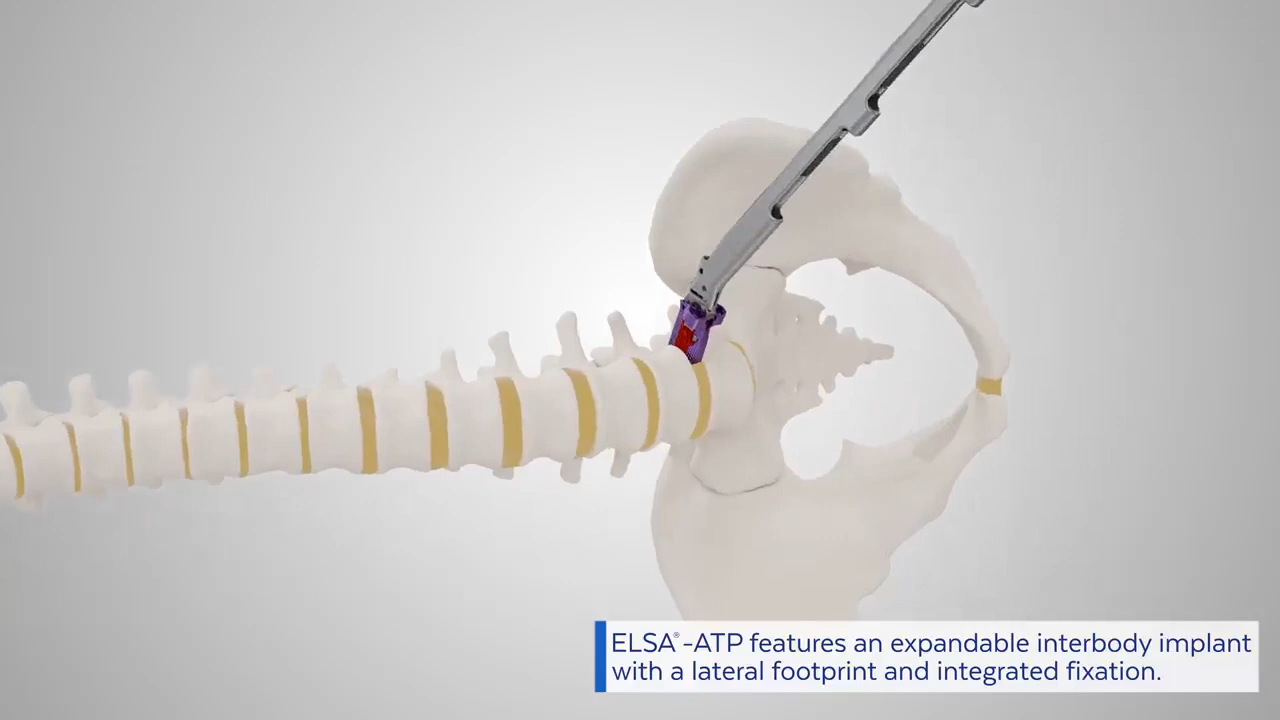 ELSA®-ATP features an expandable interbody implant
with a lateral footprint and integrated fixation.